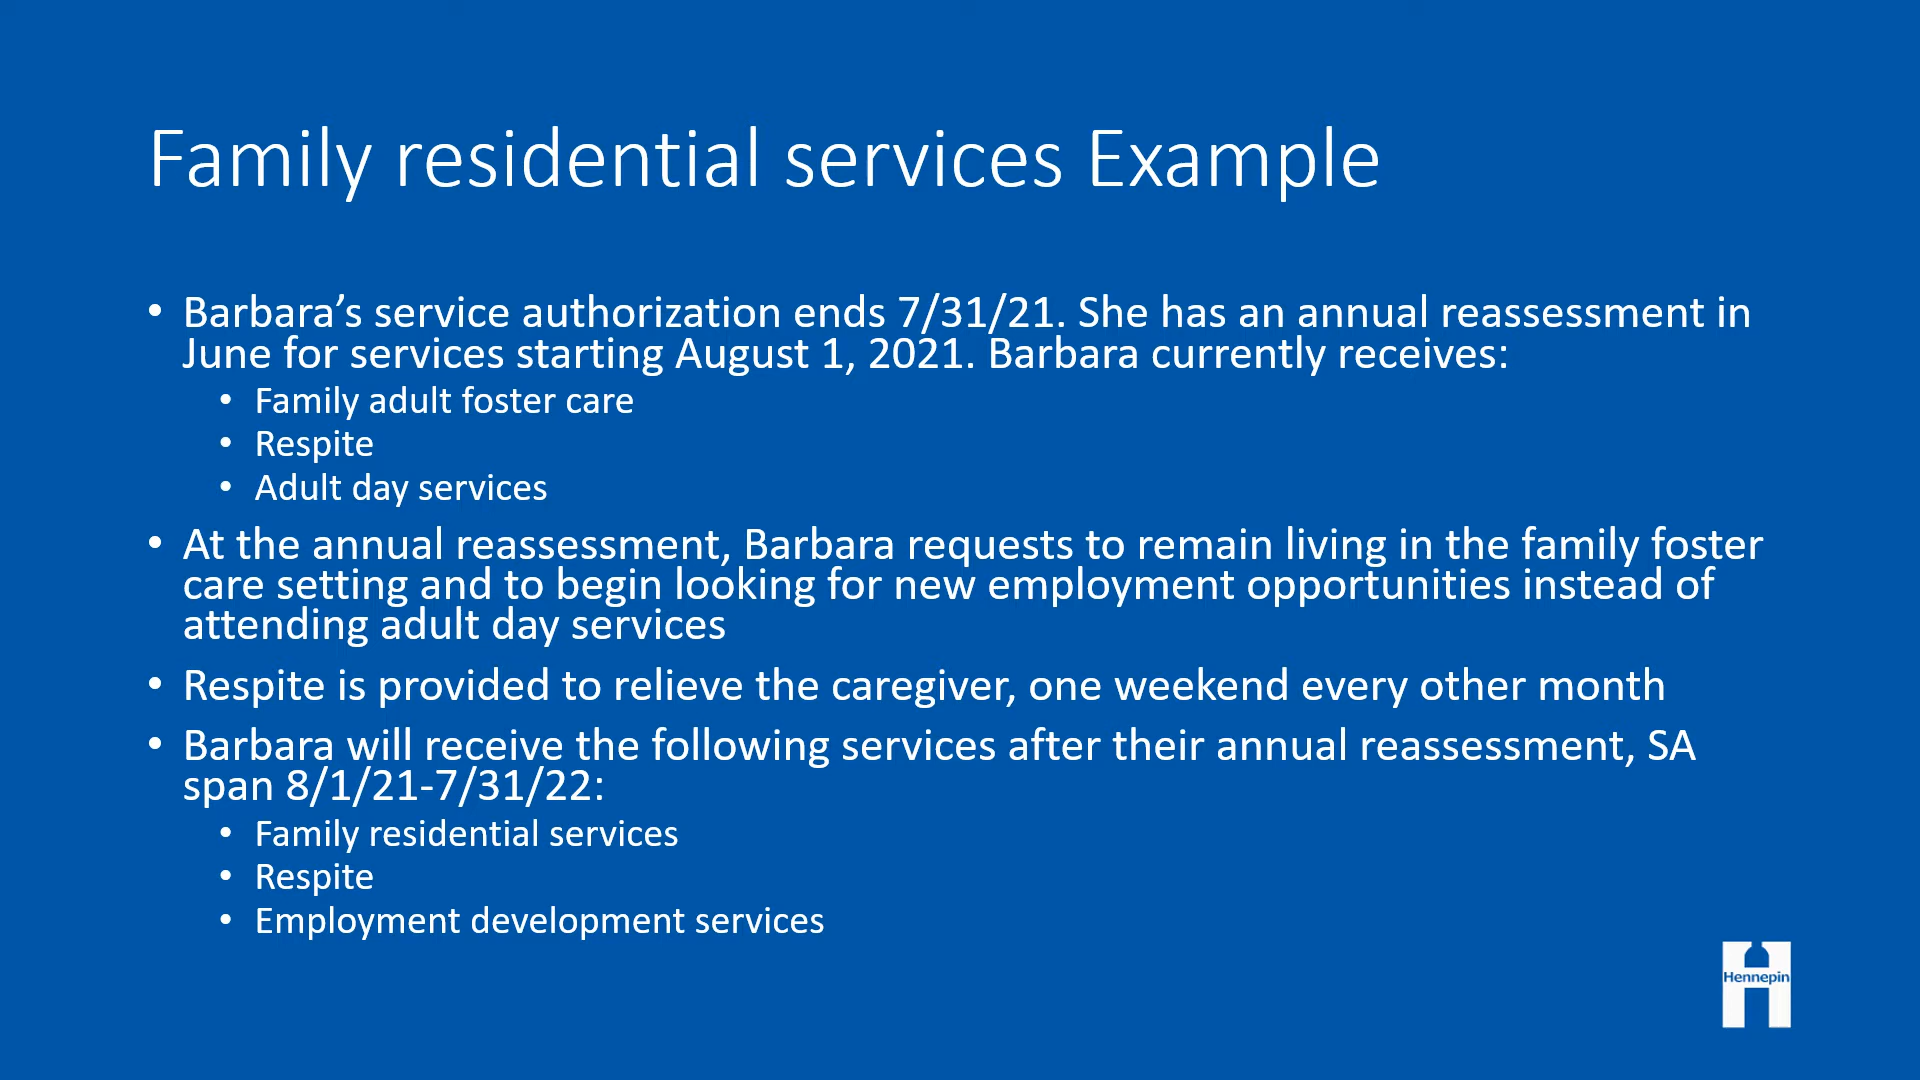 Family residential services Example
• Barbara’s service authorization ends 7/31/21. She has an annual reassessment in
June for services starting August 1, 2021. Barbara currently receives:
• Family adult foster care
• Respite
• Adult day services
• At the annual reassessment, Barbara requests to remain living in the family foster
care setting and to begin looking for new employment opportunities instead of
attending adult day services
• Respite is provided to relieve the caregiver, one weekend every other month
• Barbara will receive the following services after their annual reassessment, SA
span 8/1/21-7/31/22:
• Family residential services
• Respite
• Employment development services
Hennepin